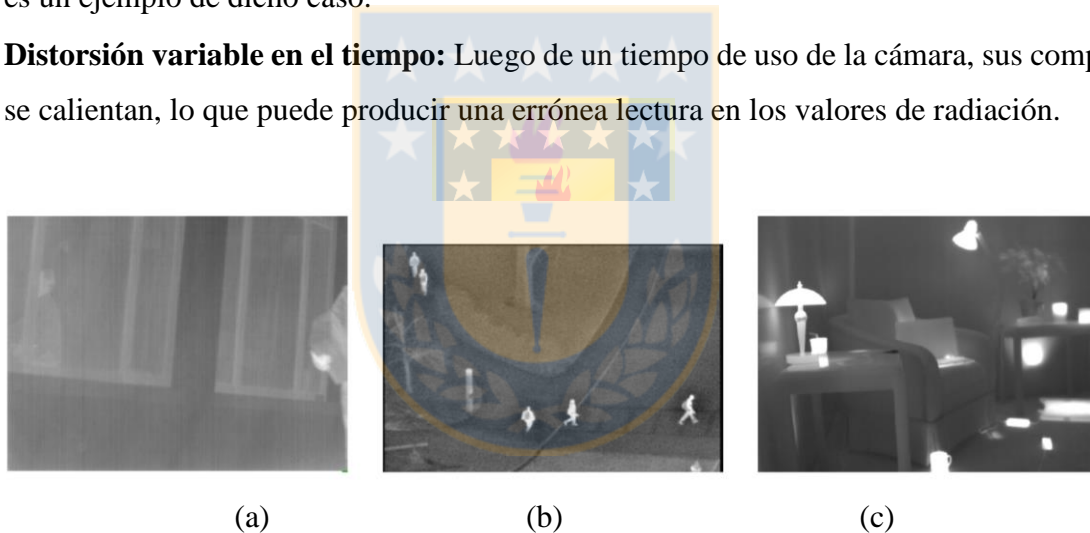 es un ejemplo de dicho caso.
Distorsión variable en el tiempo: Luego de un tiempo de uso de la cámara, sus comp
se calientan, lo que puede producir una errónea lectura en los valores de radiación.
(a) (b) (c)